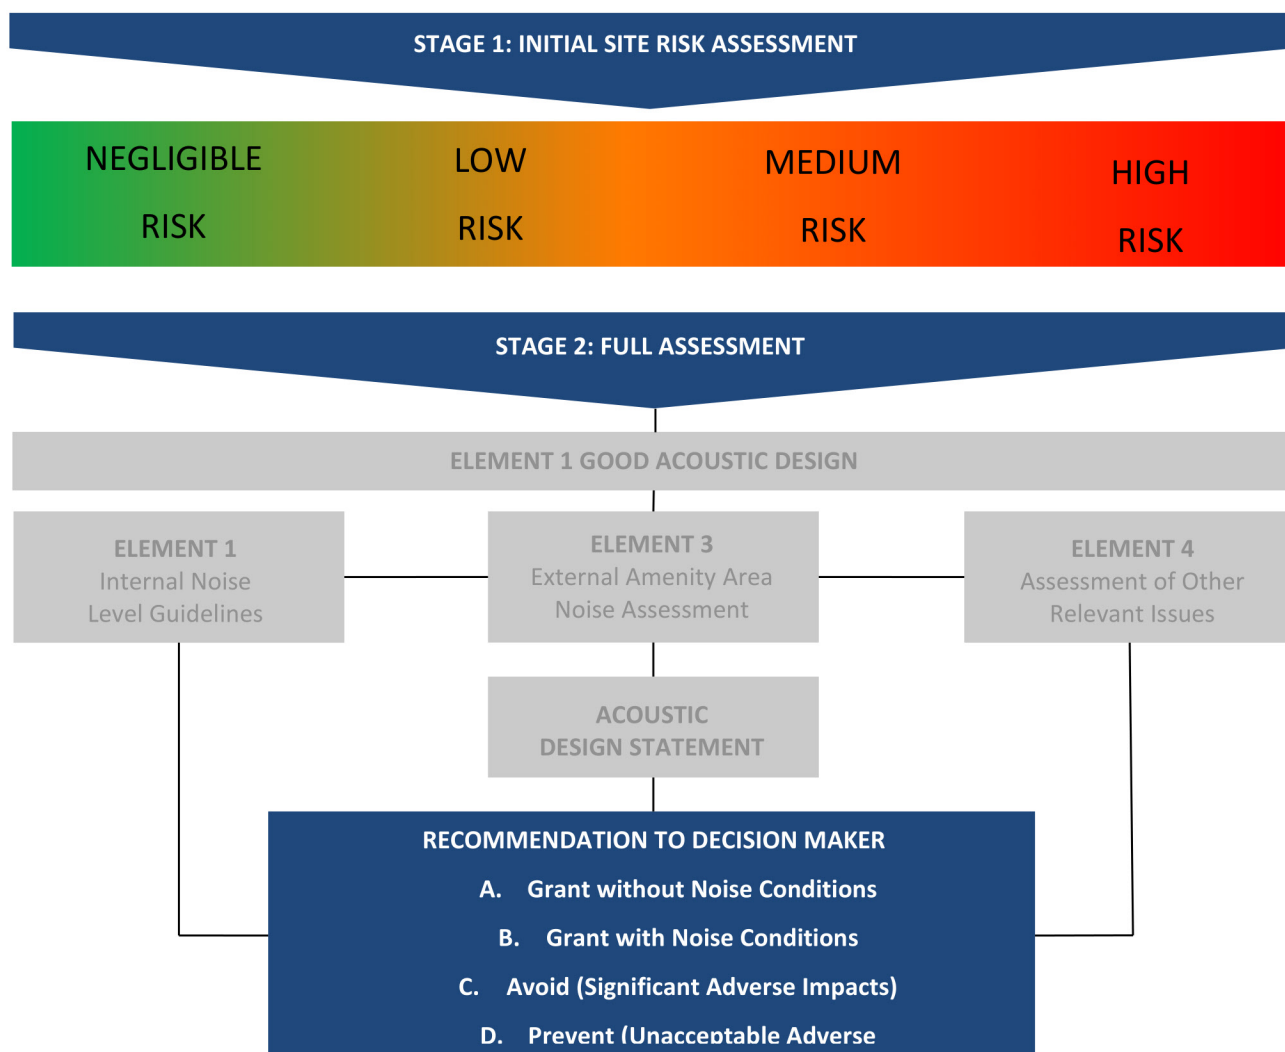 STAGE 1: INITIAL SITE RISK ASSESSMENT
NEGLIGIBLE
RISK
LOW
RISK
MEDIUM
RISK
HIGH
RISK
STAGE 2: FULL ASSESSMENT
ELEMENT 1 GOOD ACOUSTIC DESIGN
ELEMENT 1
Internal Noise
Level Guidelines
ELEMENT 3
External Amenity Area
Noise Assessment
ELEMENT 4
Assessment of Other
Relevant Issues
ACOUSTIC
DESIGN STATEMENT
RECOMMENDATION TO DECISION MAKER
A. Grant without Noise Conditions
B. Grant with Noise Conditions
C. Avoid (Significant Adverse Impacts)
D. Prevent (Unacceptable Adverse